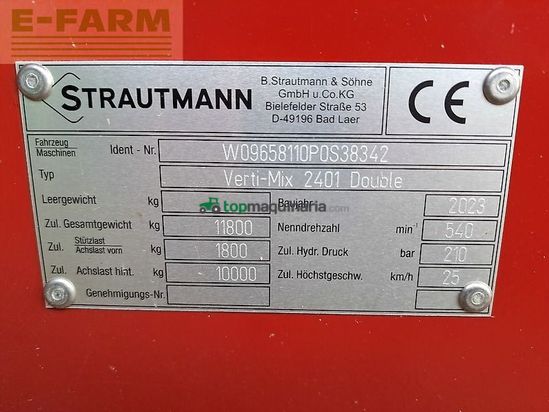 E-FARM
STRAUTMANN
B.Strautmann & Söhne
GmbH u.Co.KG
Bielefelder Straße 53
D-49196 Bad Laer
CE
Fahrzeug
Maschinen Ident - Nr. W09658110P0S38342
Typ Verti-Mix 2401 Double
Leergewicht kg Baujahr 2023
topmaquinaria.com
Zul. Gesamtgewicht kg 11800 Nenndrehzahl min-1 540
Zul. Stützlast Achslast vorn kg 1800 Zul. Hydr. Druck bar 210
Zul. Achslast hint. kg 10000 Zul. Höchstgeschw. km/h 25
Genehmigungs-Nr.